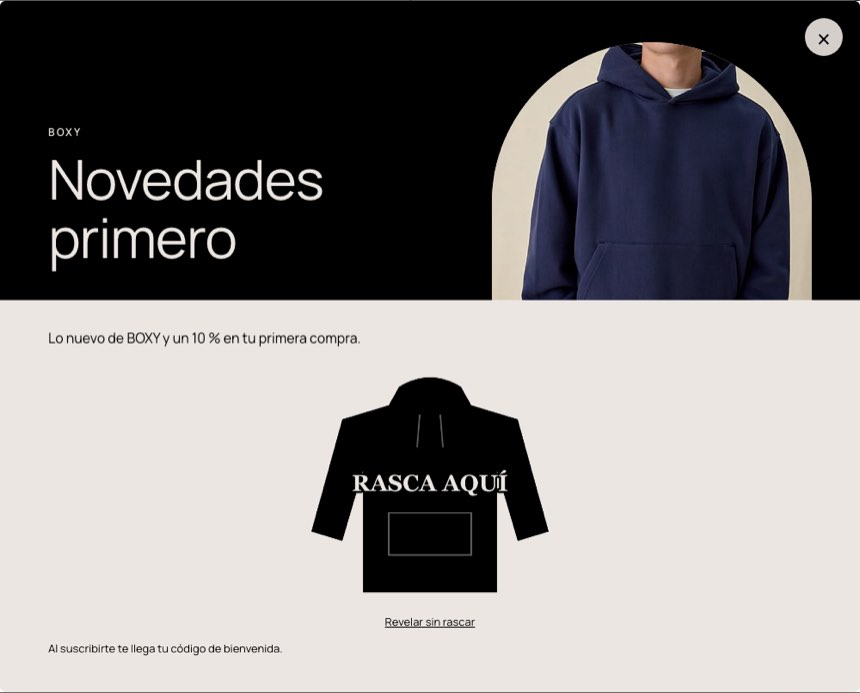 BOXY
Novedades
primero
Lo nuevo de BOXY y un 10 % en tu primera compra.
RASCA AQUÍ
Revelar sin rascar
Al suscribirte te llega tu código de bienvenida.